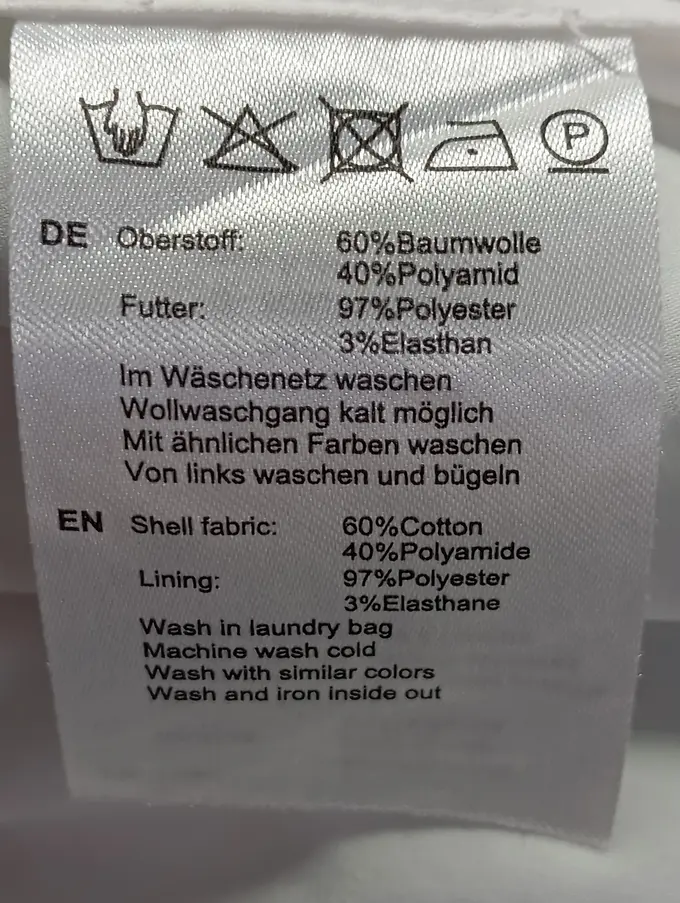 P
DE Oberstoff: 60%Baumwolle
40%Polyamid
Futter: 97%Polyester
3%Elasthan
Im Wäschenetz waschen
Wollwaschgang kalt möglich
Mit ähnlichen Farben waschen
Von links waschen und bügeln
EN Shell fabric: 60%Cotton
40%Polyamide
Lining: 97%Polyester
3%Elasthane
Wash in laundry bag
Machine wash cold
Wash with similar colors
Wash and iron inside out